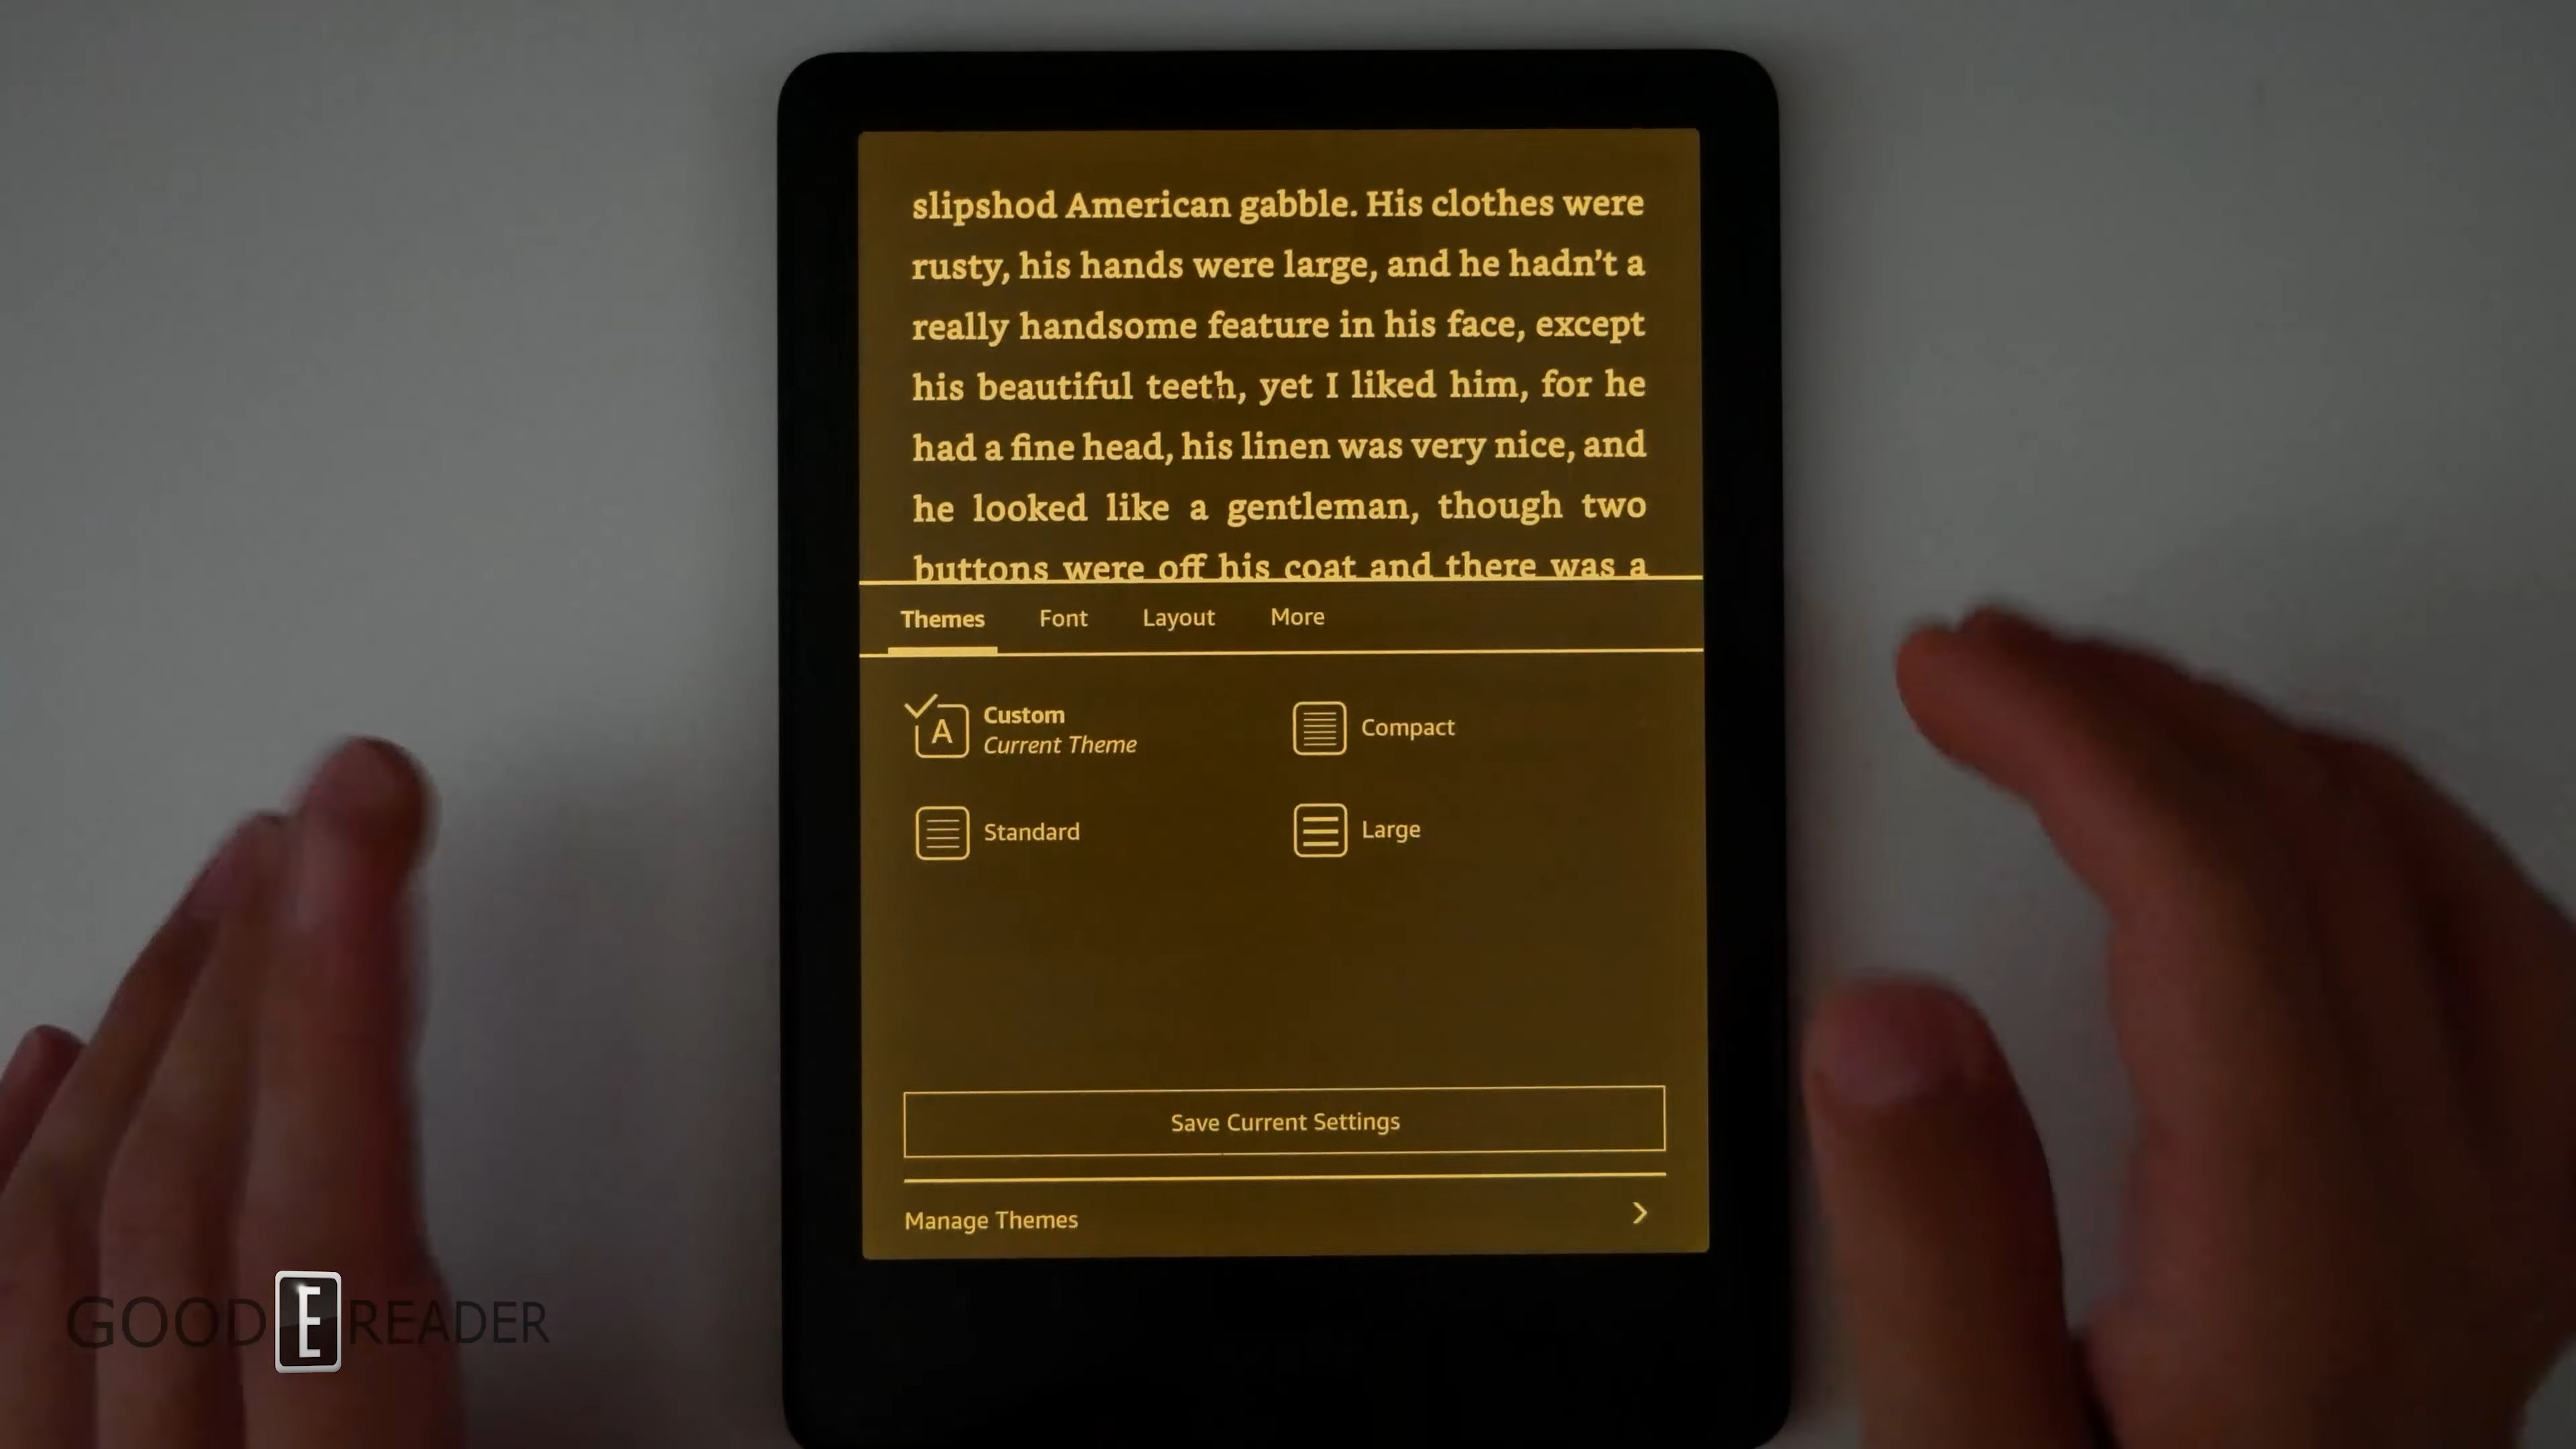 slipshod American gabble. His clothes were
rusty, his hands were large, and he hadn’t a
really handsome feature in his face, except
his beautiful teeth, yet I liked him, for he
had a fine head, his linen was very nice, and
he looked like a gentleman, though two
buttons were off his coat and there was a
Themes Font Layout More
Custom
Current Theme
Compact
Standard
Large
Save Current Settings
Manage Themes
GOOD E READER